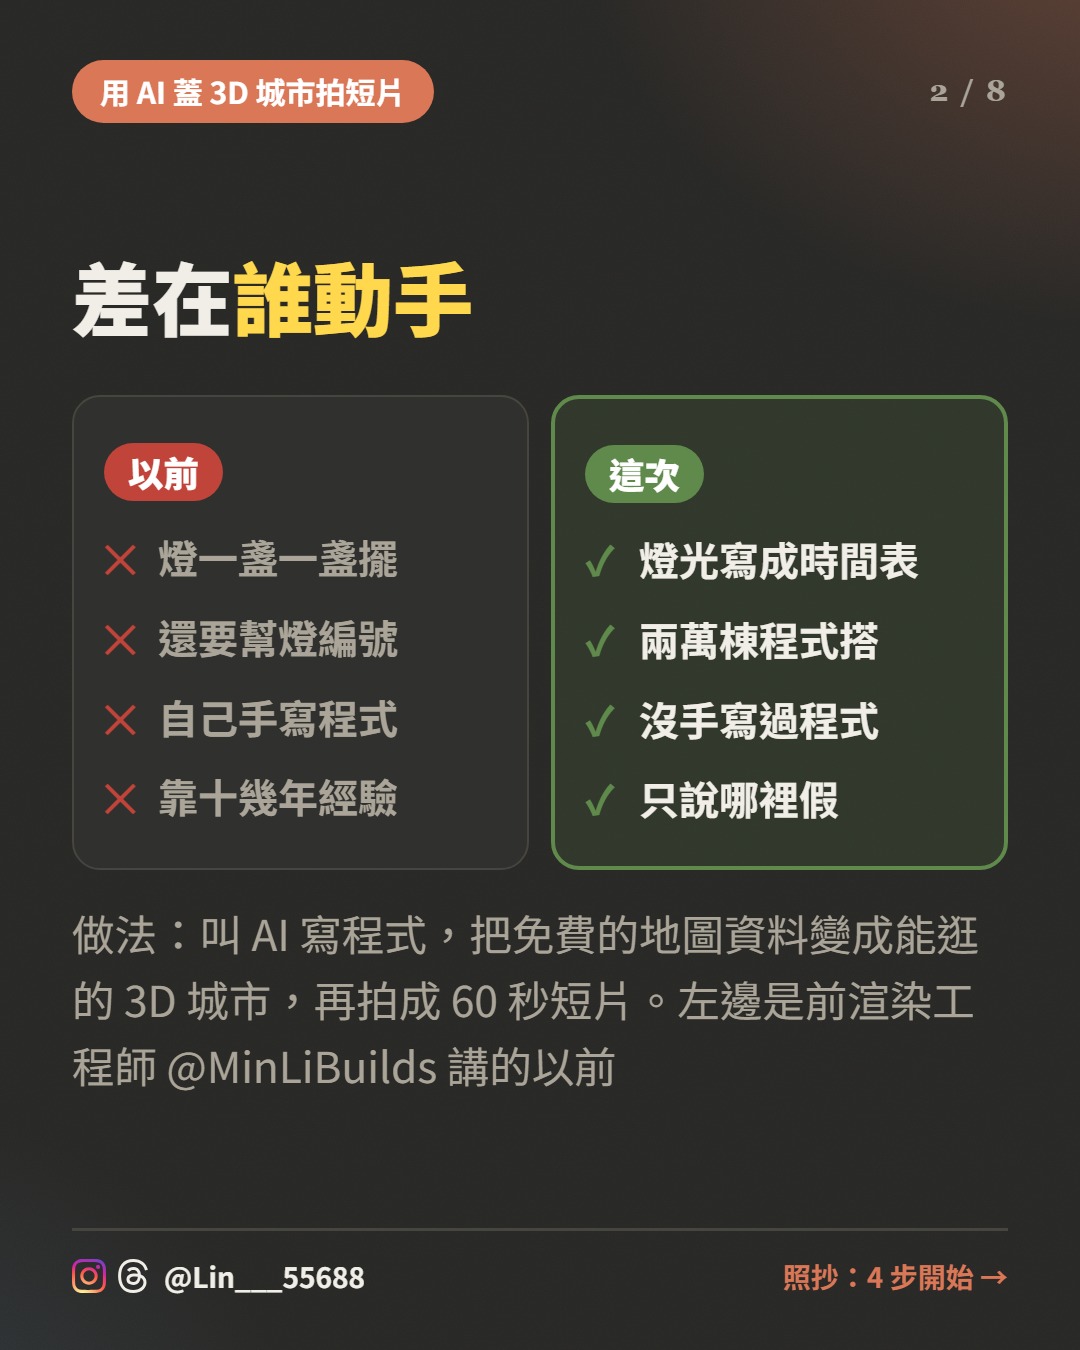 用 AI 蓋 3D 城市拍短片
2 / 8
差在誰動手
以前
燈一盞一盞擺
還要幫燈編號
自己手寫程式
靠十幾年經驗
這次
燈光寫成時間表
兩萬棟程式搭
沒手寫過程式
只說哪裡假
做法：叫 AI 寫程式，把免費的地圖資料變成能逛
的 3D 城市，再拍成 60 秒短片。左邊是前渲染工
程師 @MinLiBuilds 講的以前
@Lin___55688
照抄：4 步開始 →